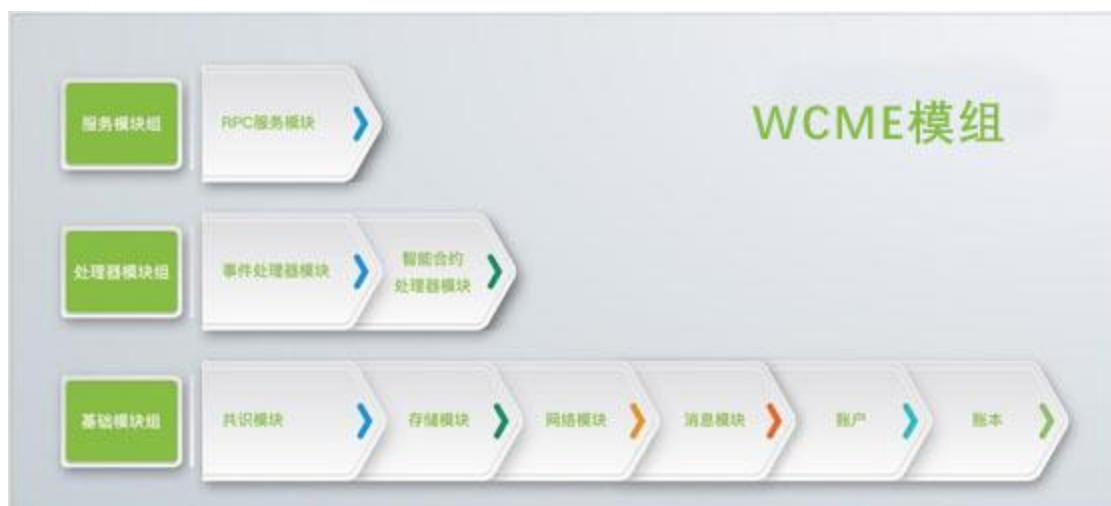 WCME模组
服务模块组
RPC服务模块
处理器模块组
事件处理器模块
智能合约
处理器模块
基础模块组
共识模块
存储模块
网络模块
消息模块
账户
账本